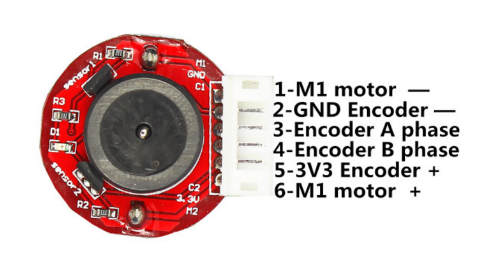 R1
M1
GND
sensor1
C1
R3
D1
sensor2
R2
C2
3.3V
M2
1-M1 motor —
2-GND Encoder —
3-Encoder A phase
4-Encoder B phase
5-3V3 Encoder +
6-M1 motor +